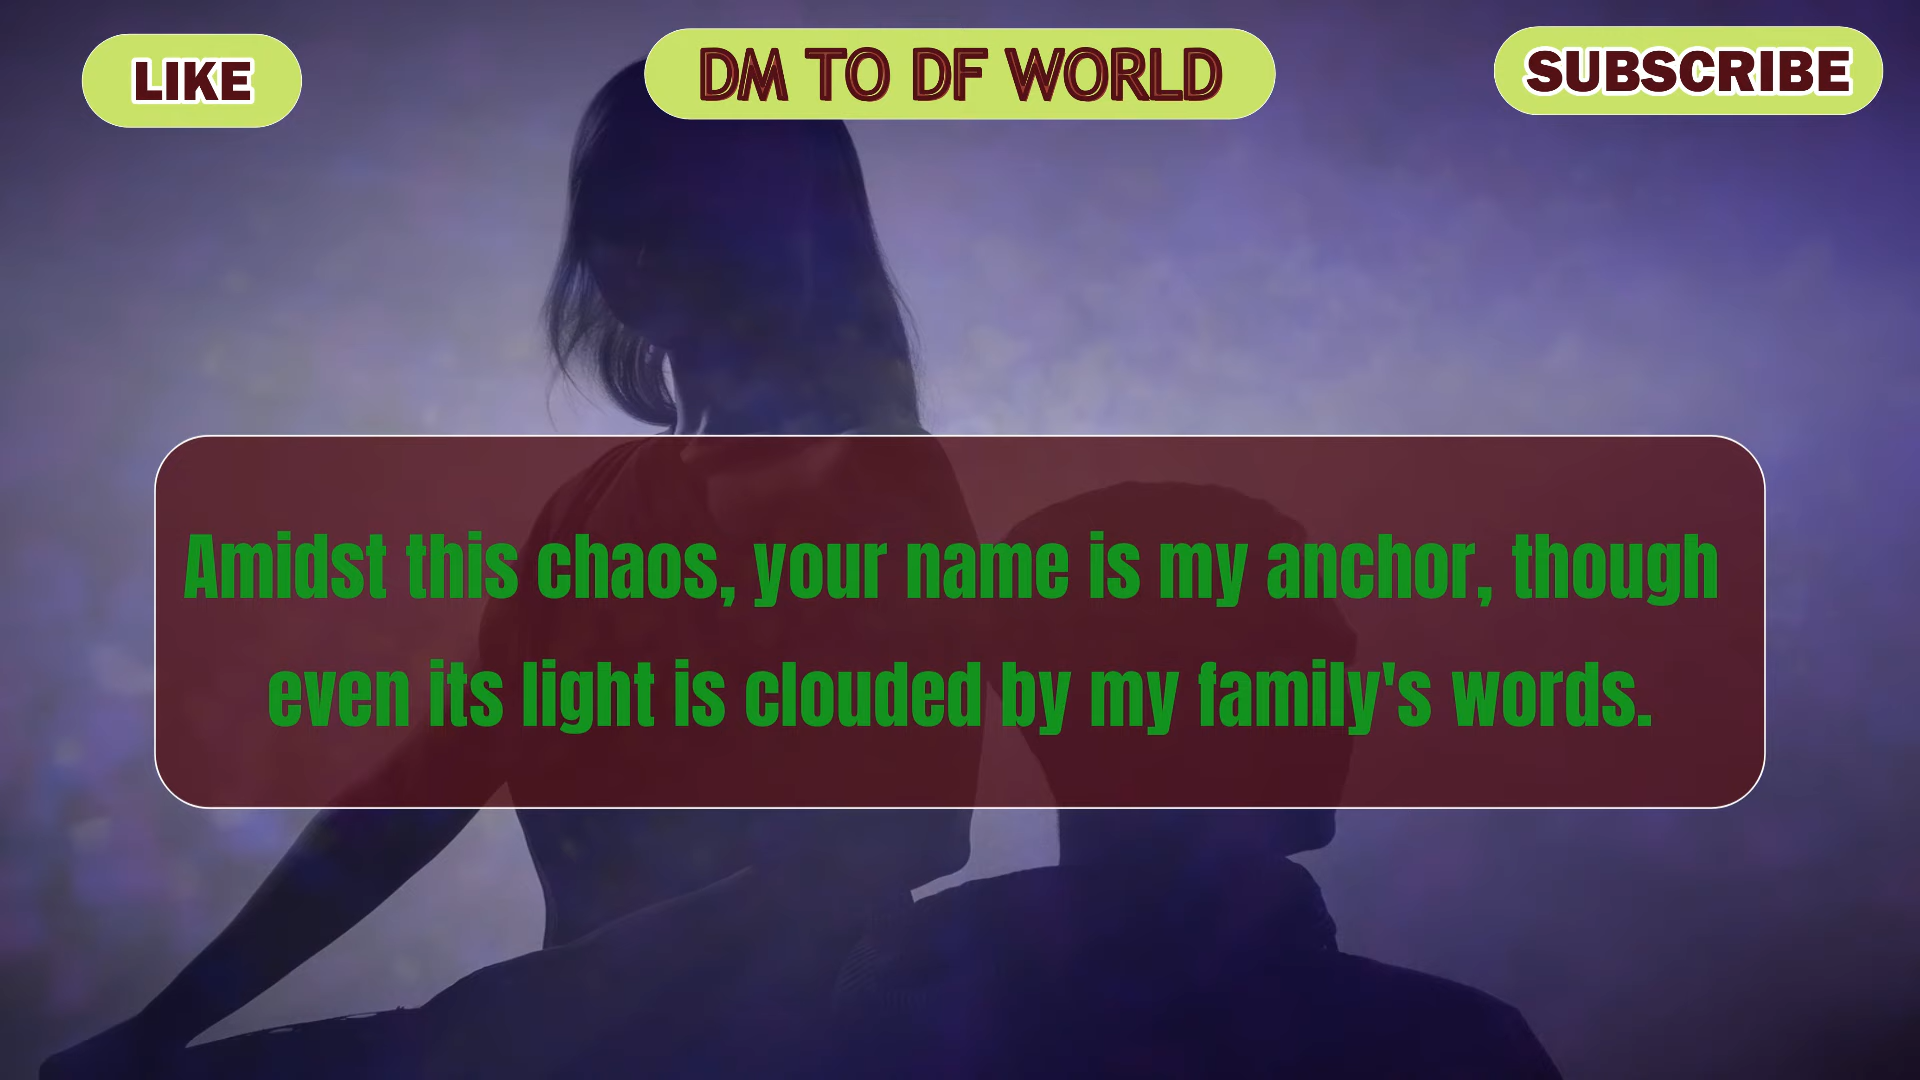 LIKE
DM TO DF WORLD
SUBSCRIBE
Amidst this chaos, your name is my anchor, though
even its light is clouded by my family's words.